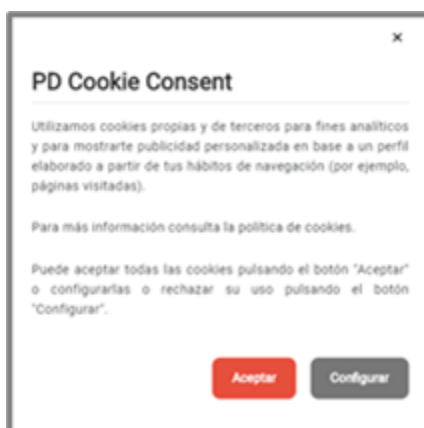 ×
PD Cookie Consent
Utilizamos cookies propias y de terceros para fines analíticos
y para mostrarte publicidad personalizada en base a un perfil
elaborado a partir de tus hábitos de navegación (por ejemplo,
páginas visitadas).
Para más información consulta la política de cookies.
Puede aceptar todas las cookies pulsando el botón "Aceptar"
o configurarlas o rechazar su uso pulsando el botón
"Configurar".
Aceptar Configurar